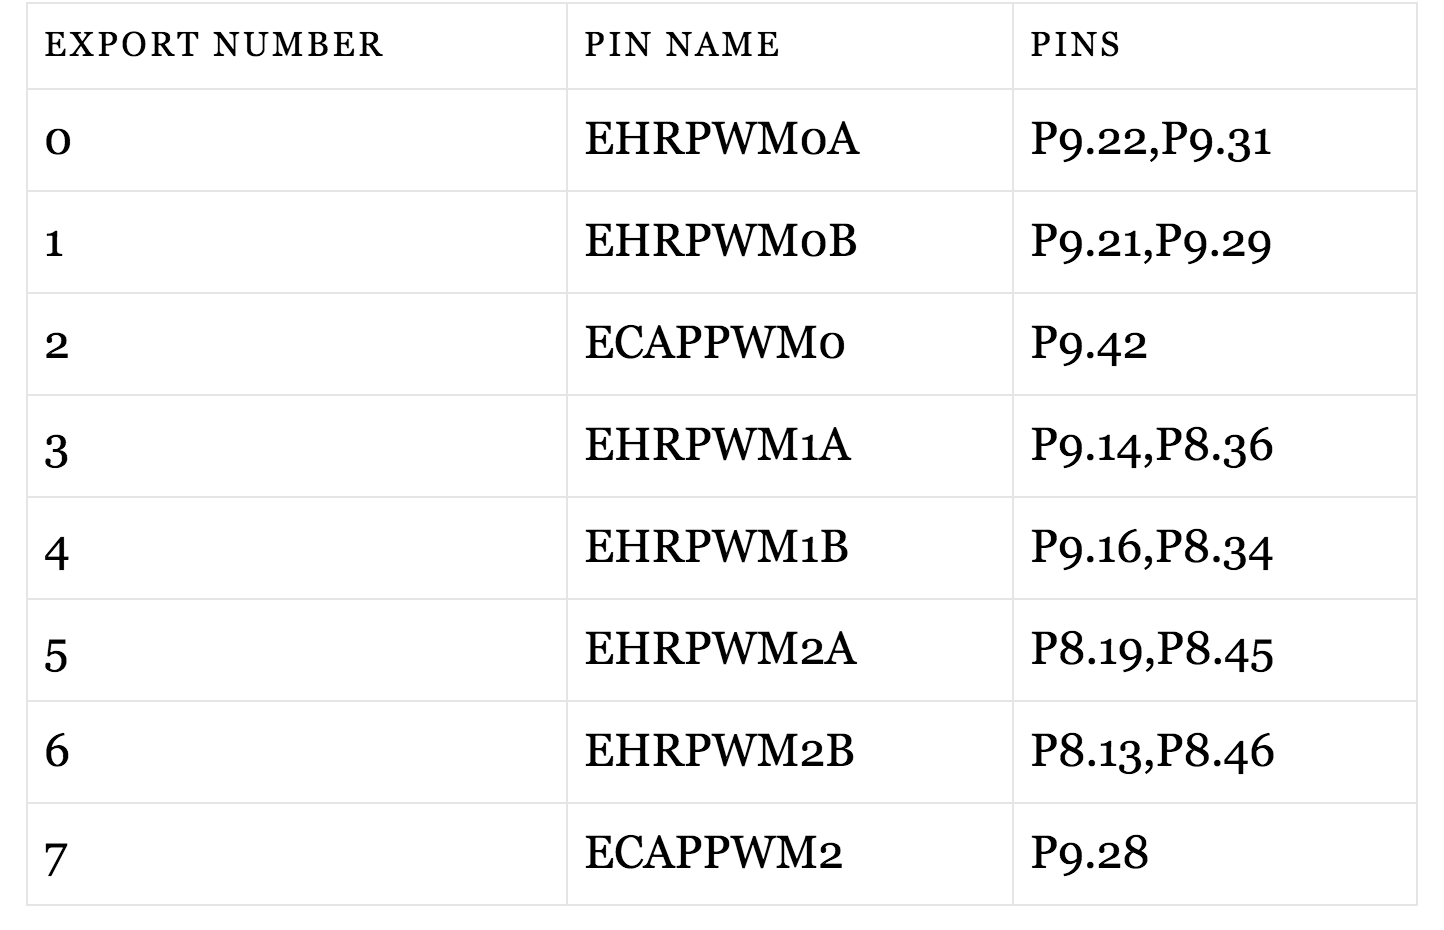 EXPORT NUMBER PIN NAME PINS
0 EHRPWM0A P9.22,P9.31
1 EHRPWM0B P9.21,P9.29
2 ECAPPWM0 P9.42
3 EHRPWM1A P9.14,P8.36
4 EHRPWM1B P9.16,P8.34
5 EHRPWM2A P8.19,P8.45
6 EHRPWM2B P8.13,P8.46
7 ECAPPWM2 P9.28